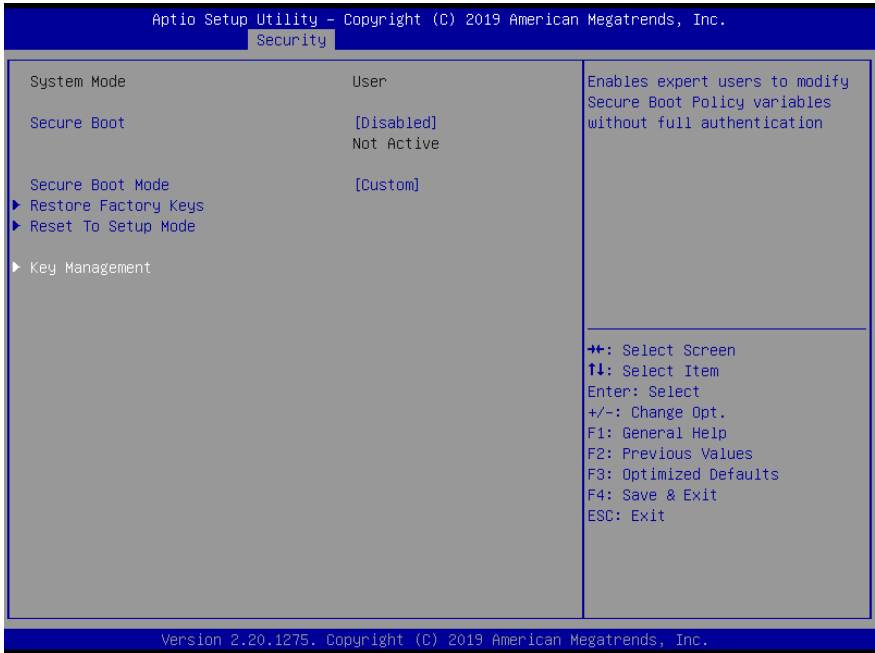 Aptio Setup Utility – Copyright (C) 2019 American Megatrends, Inc.
Security
System Mode User
Secure Boot [Disabled]
Not Active
Secure Boot Mode [Custom]
Restore Factory Keys
Reset To Setup Mode
Key Management
Enables expert users to modify
Secure Boot Policy variables
without full authentication
→←: Select Screen
↑↓: Select Item
Enter: Select
+/-: Change Opt.
F1: General Help
F2: Previous Values
F3: Optimized Defaults
F4: Save & Exit
ESC: Exit
Version 2.20.1275. Copyright (C) 2019 American Megatrends, Inc.